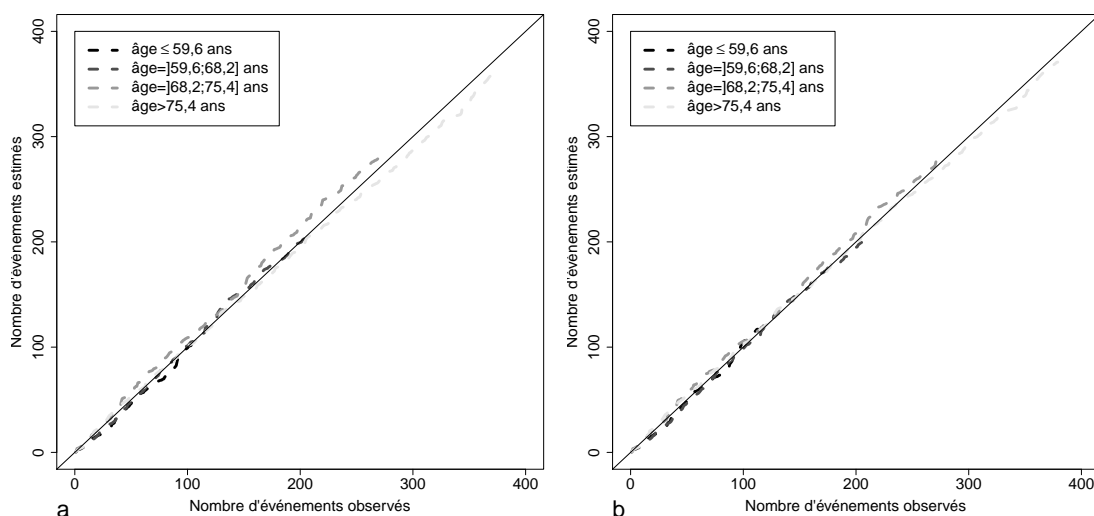 400
300
200
100
0
Nombre d'événements estimés
âge ≤ 59,6 ans
âge=]59,6;68,2] ans
âge=]68,2;75,4] ans
âge>75,4 ans
0 100 200 300 400
Nombre d'événements observés
a
400
300
200
100
0
Nombre d'événements estimés
âge ≤ 59,6 ans
âge=]59,6;68,2] ans
âge=]68,2;75,4] ans
âge>75,4 ans
0 100 200 300 400
Nombre d'événements observés
b